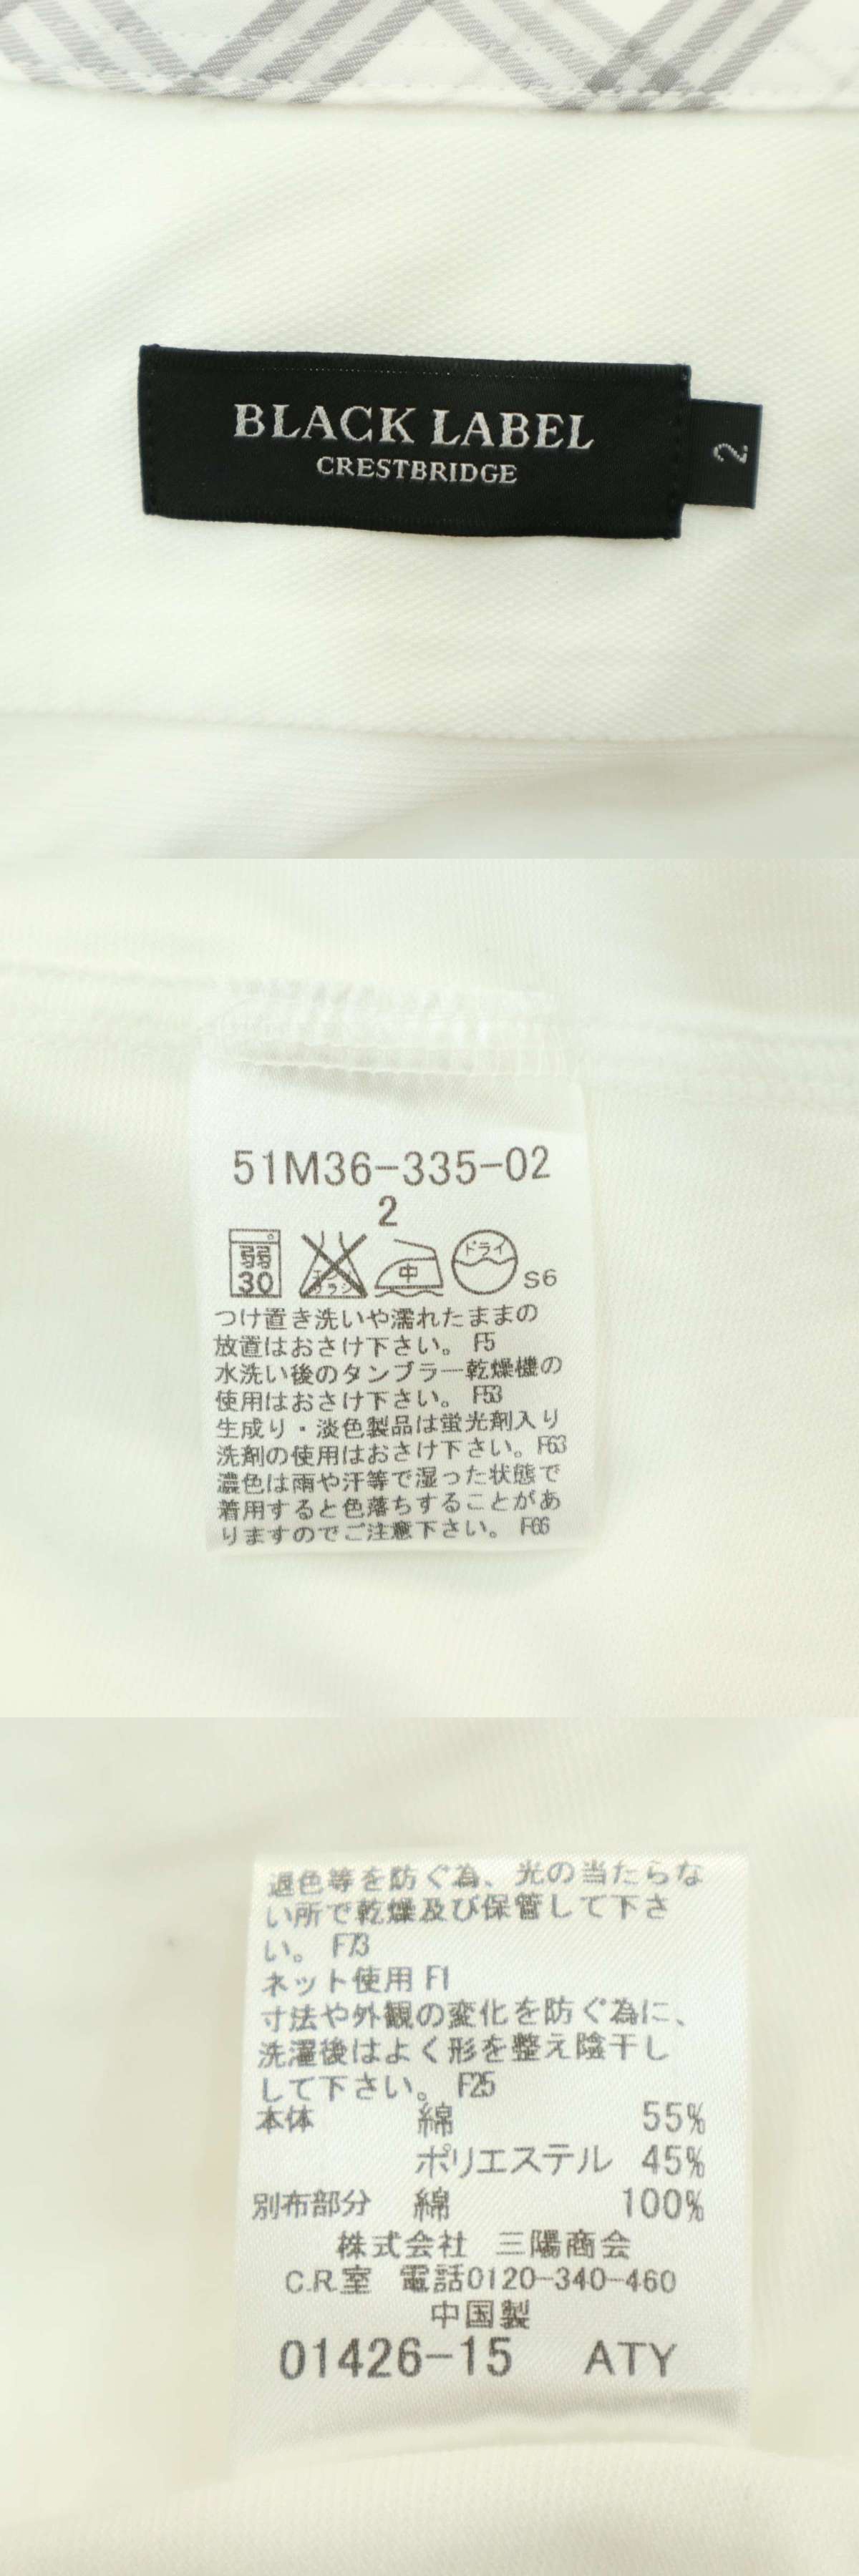 BLACK LABEL
CRESTBRIDGE
2
51M36-335-02
2
弱
30
エンソ
サラシ
中
ドライ
S6
つけ置き洗いや濡れたままの
放置はおさけ下さい。 F5
水洗い後のタンブラー乾燥機の
使用はおさけ下さい。 F53
生成り・淡色製品は蛍光剤入り
洗剤の使用はおさけ下さい。F63
濃色は雨や汗等で湿った状態で
着用すると色落ちすることがあ
りますのでご注意下さい。 F66
退色等を防ぐ為、光の当たらな
い所で乾燥及び保管して下さ
い。 F73
ネット使用 F1
寸法や外観の変化を防ぐ為に、
洗濯後はよく形を整え陰干し
して下さい。 F25
本体 綿 55%
ポリエステル 45%
別布部分 綿 100%
株式会社 三陽商会
C.R.室 電話0120-340-460
中国製
01426-15 ATY